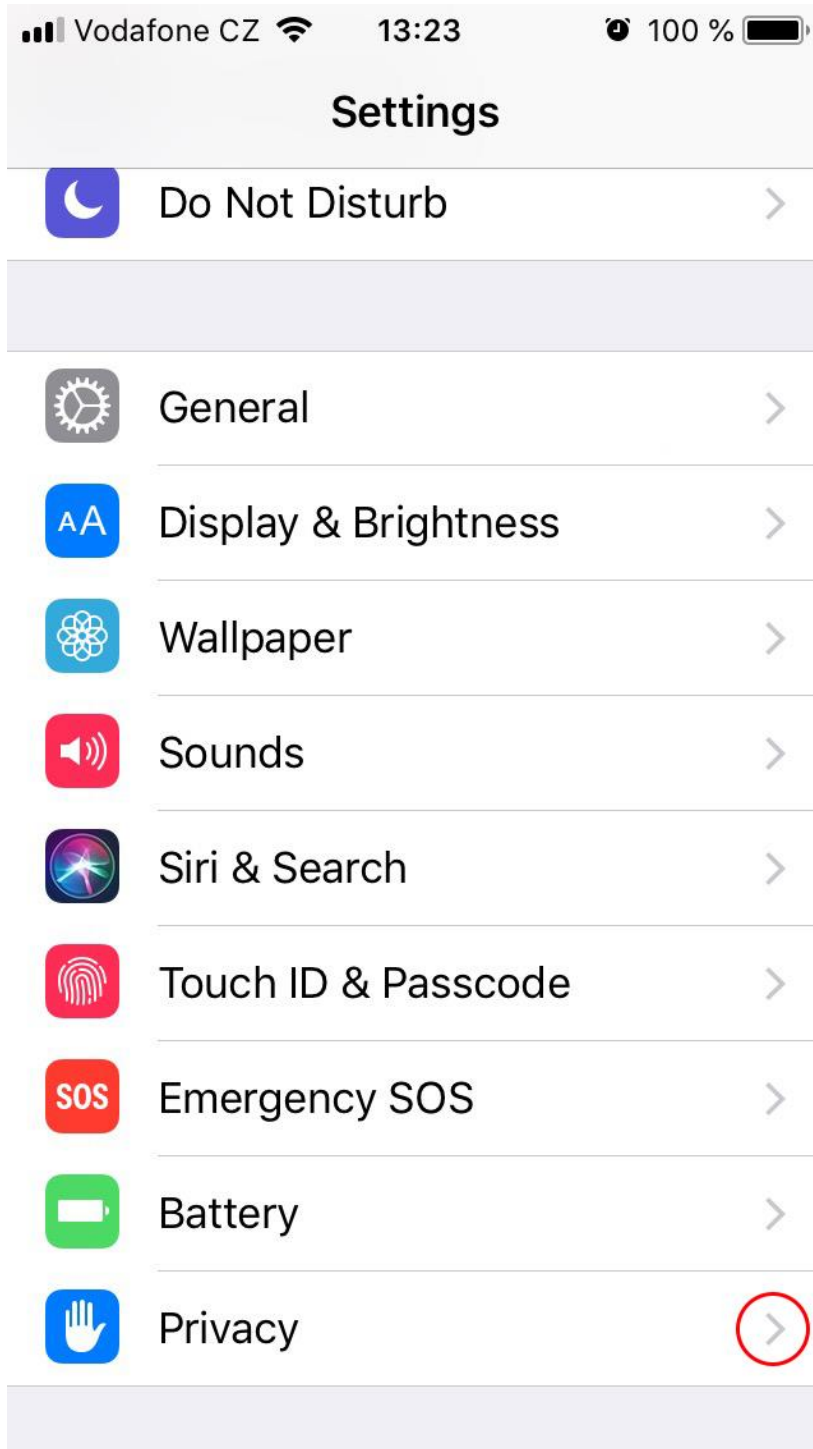 Vodafone CZ 13:23 100 %
Settings
Do Not Disturb
General
AA Display & Brightness
Wallpaper
Sounds
Siri & Search
Touch ID & Passcode
SOS Emergency SOS
Battery
Privacy